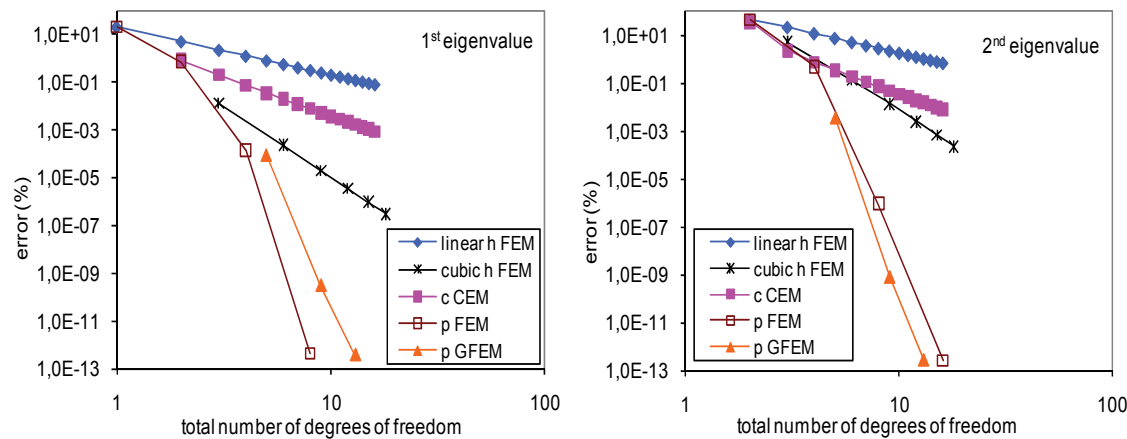 1st eigenvalue
error (%)
1,0E+01
1,0E-01
1,0E-03
1,0E-05
1,0E-07
1,0E-09
1,0E-11
1,0E-13
linear h FEM
cubic h FEM
c CEM
p FEM
p GFEM
1
10
100
total number of degrees of freedom
2nd eigenvalue
error (%)
1,0E+01
1,0E-01
1,0E-03
1,0E-05
1,0E-07
1,0E-09
1,0E-11
1,0E-13
linear h FEM
cubic h FEM
c CEM
p FEM
p GFEM
1
10
100
total number of degrees of freedom